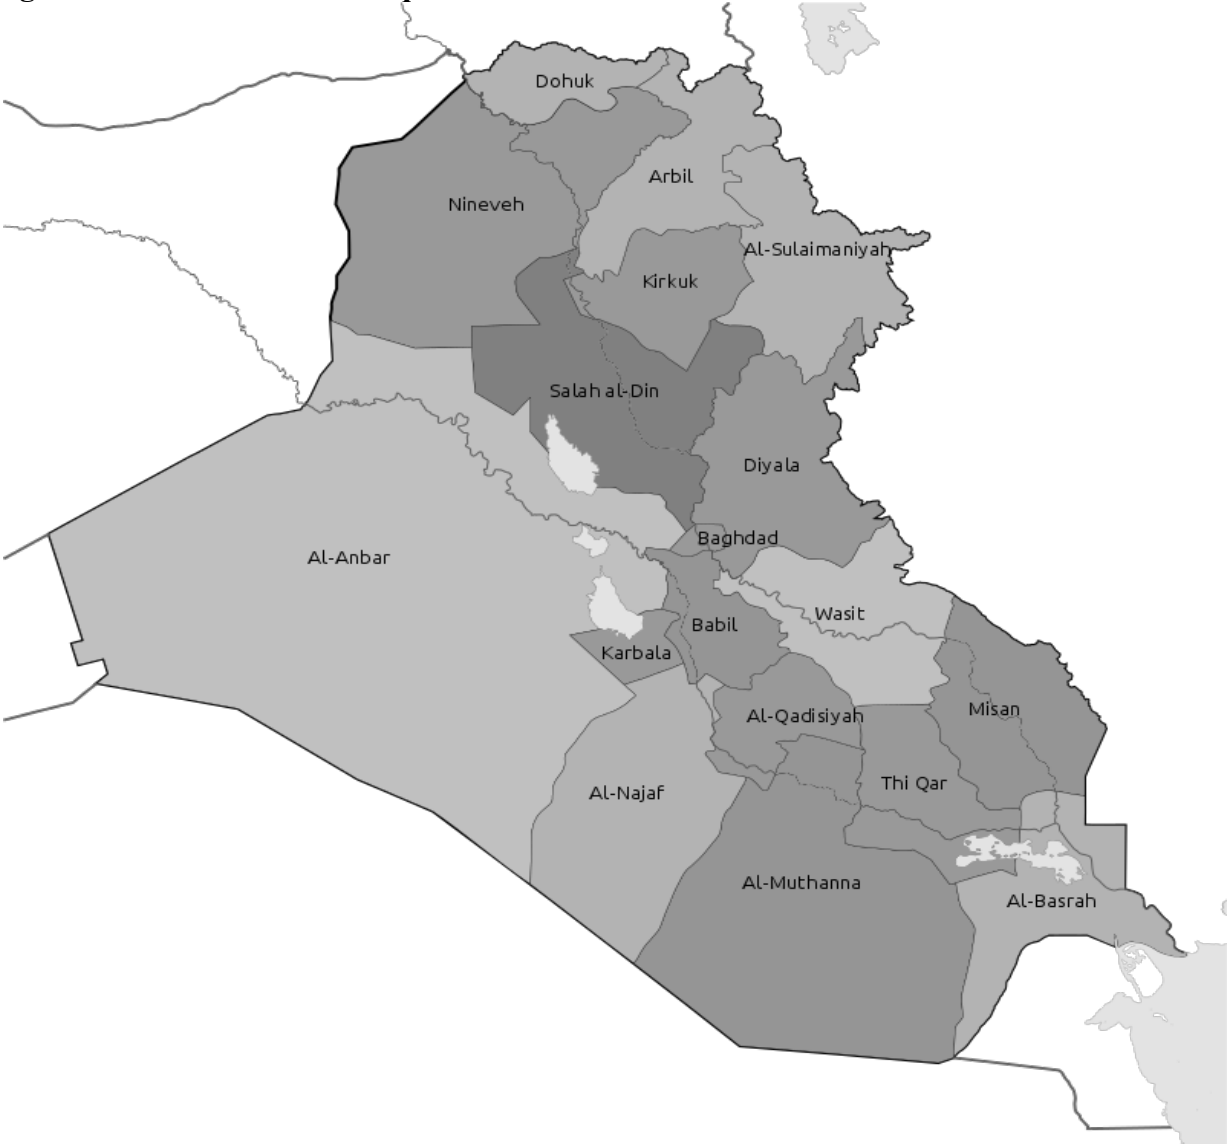 Dohuk
Arbil
Nineveh
Al-Sulaimaniyah
Kirkuk
Salah al-Din
Diyala
Baghdad
Al-Anbar
Wasit
Babil
Karbala
Misan
Al-Qadisiyah
Thi Qar
Al-Najaf
Al-Muthanna
Al-Basrah